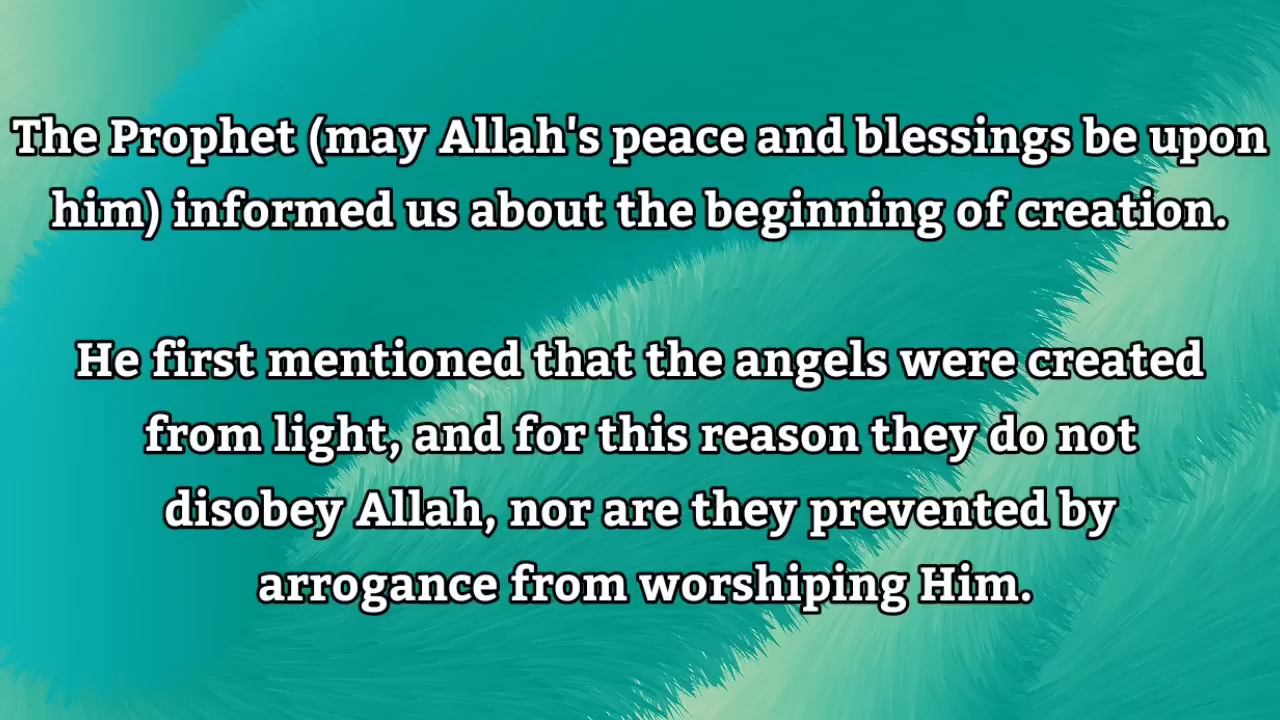 The Prophet (may Allah's peace and blessings be upon
him) informed us about the beginning of creation.
He first mentioned that the angels were created
from light, and for this reason they do not
disobey Allah, nor are they prevented by
arrogance from worshiping Him.